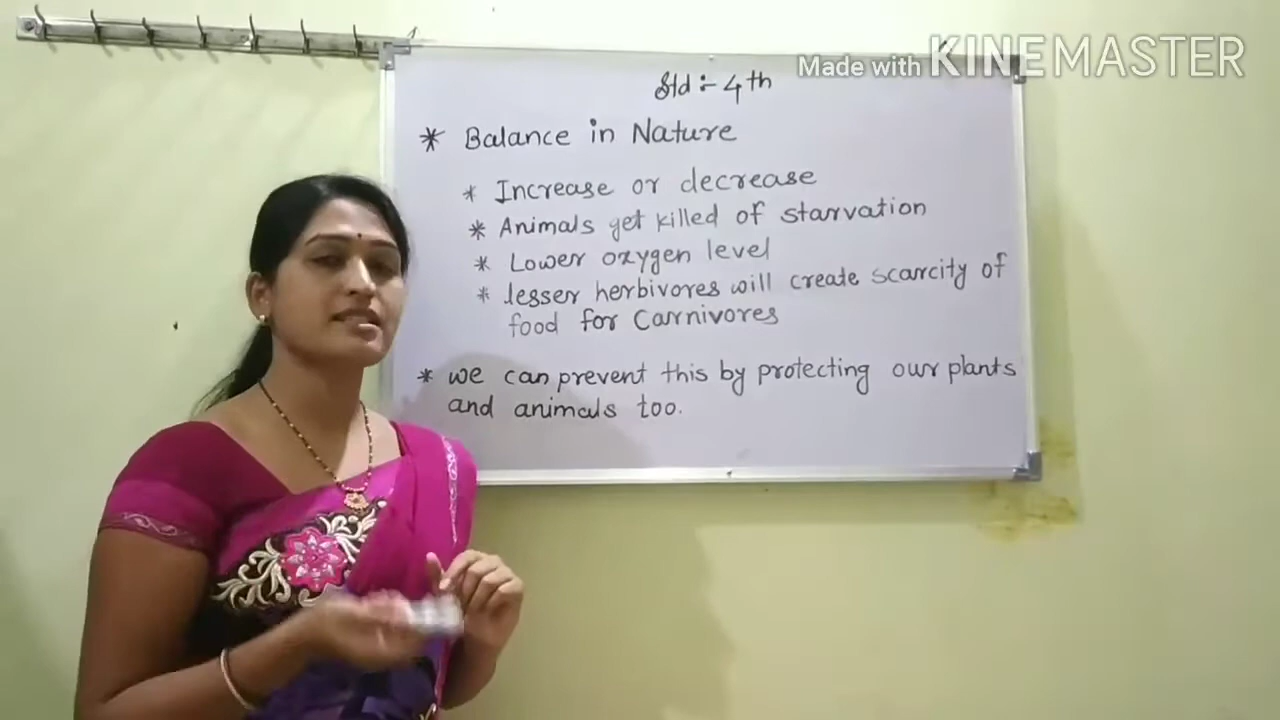 Made with KINEMASTER
Std :- 4th
* Balance in Nature
* Increase or decrease
* Animals get killed of starvation
* Lower oxygen level
* lesser herbivores will create scarcity of
food for Carnivores
* we can prevent this by protecting our plants
and animals too.